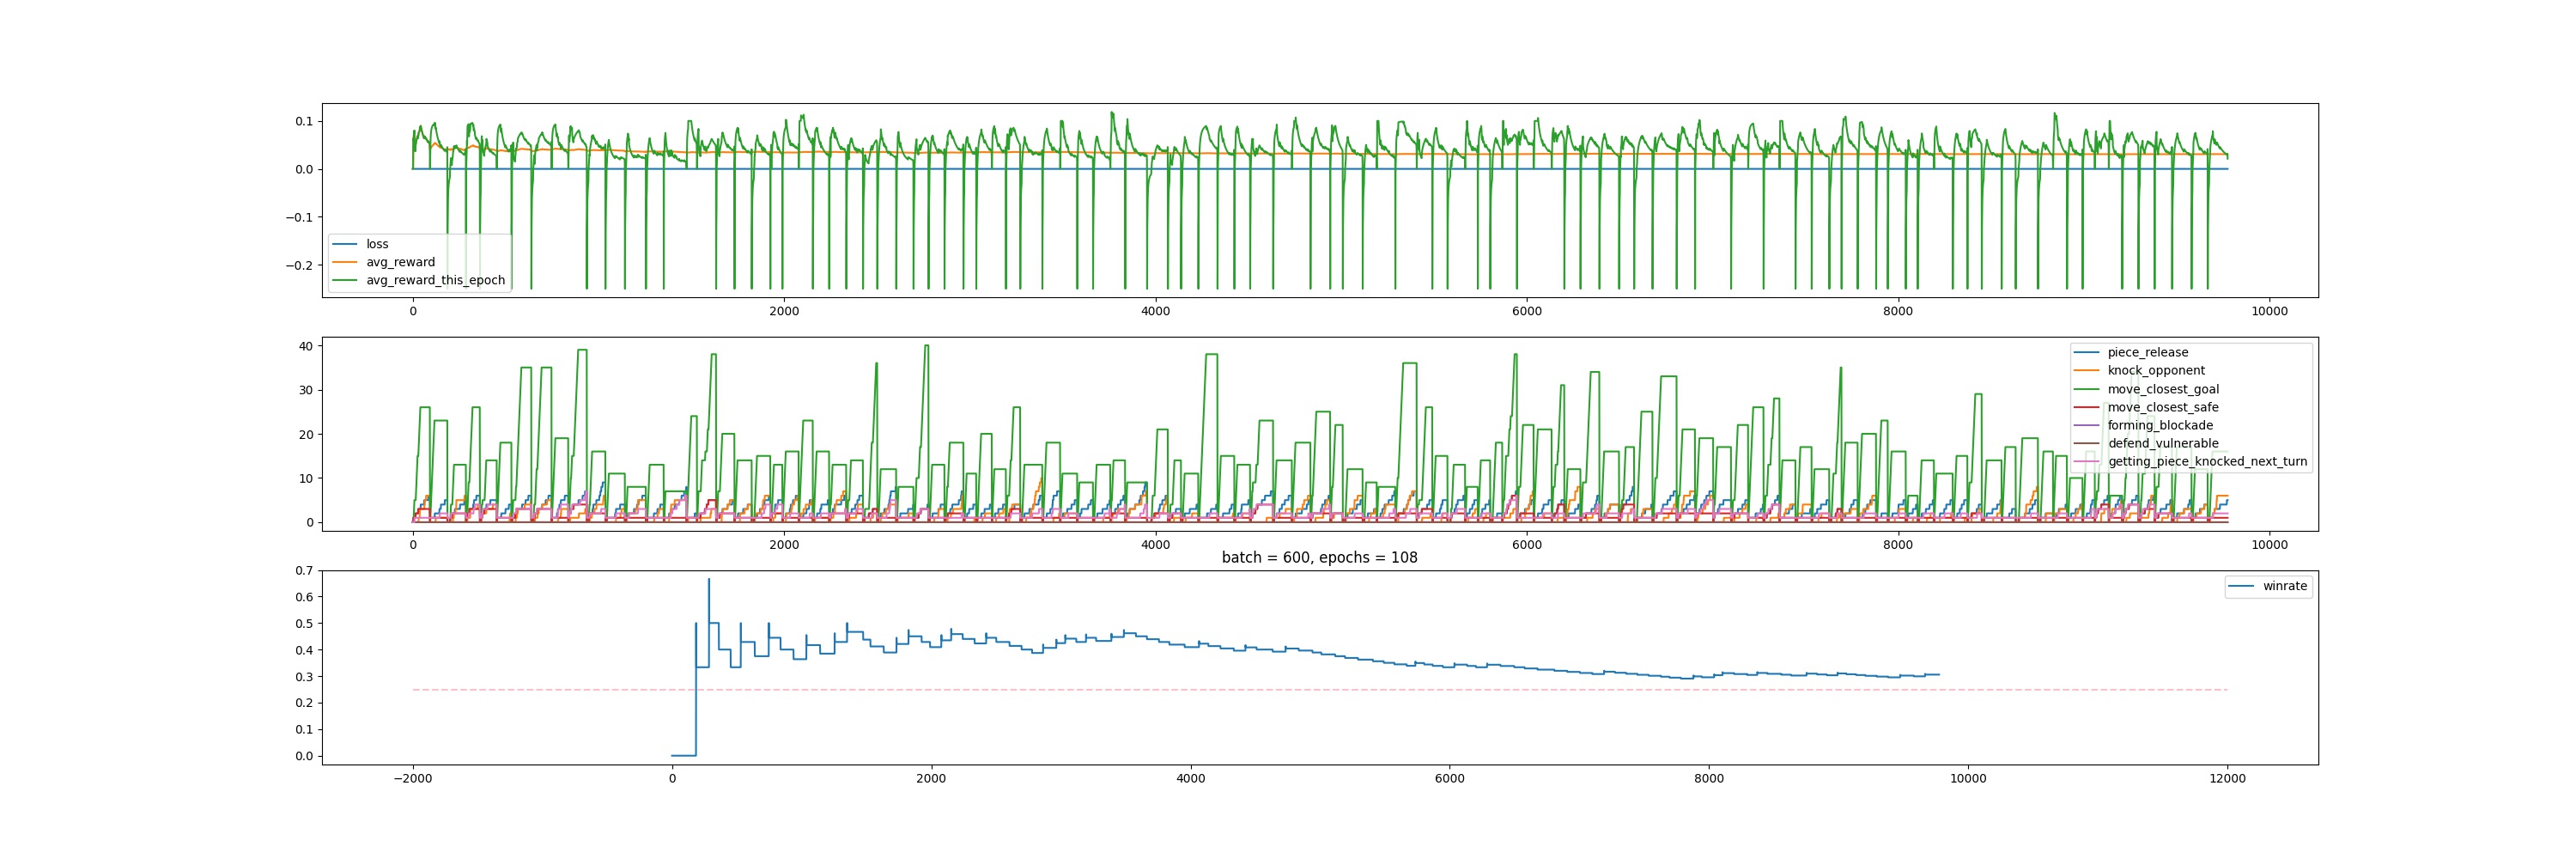 0.1
0.0
−0.1
−0.2
loss
avg_reward
avg_reward_this_epoch
0 2000 4000 6000 8000 10000
40
30
20
10
0
piece_release
knock_opponent
move_closest_goal
move_closest_safe
forming_blockade
defend_vulnerable
getting_piece_knocked_next_turn
0 2000 4000 6000 8000 10000
batch = 600, epochs = 108
0.7
0.6
0.5
0.4
0.3
0.2
0.1
0.0
winrate
−2000 0 2000 4000 6000 8000 10000 12000